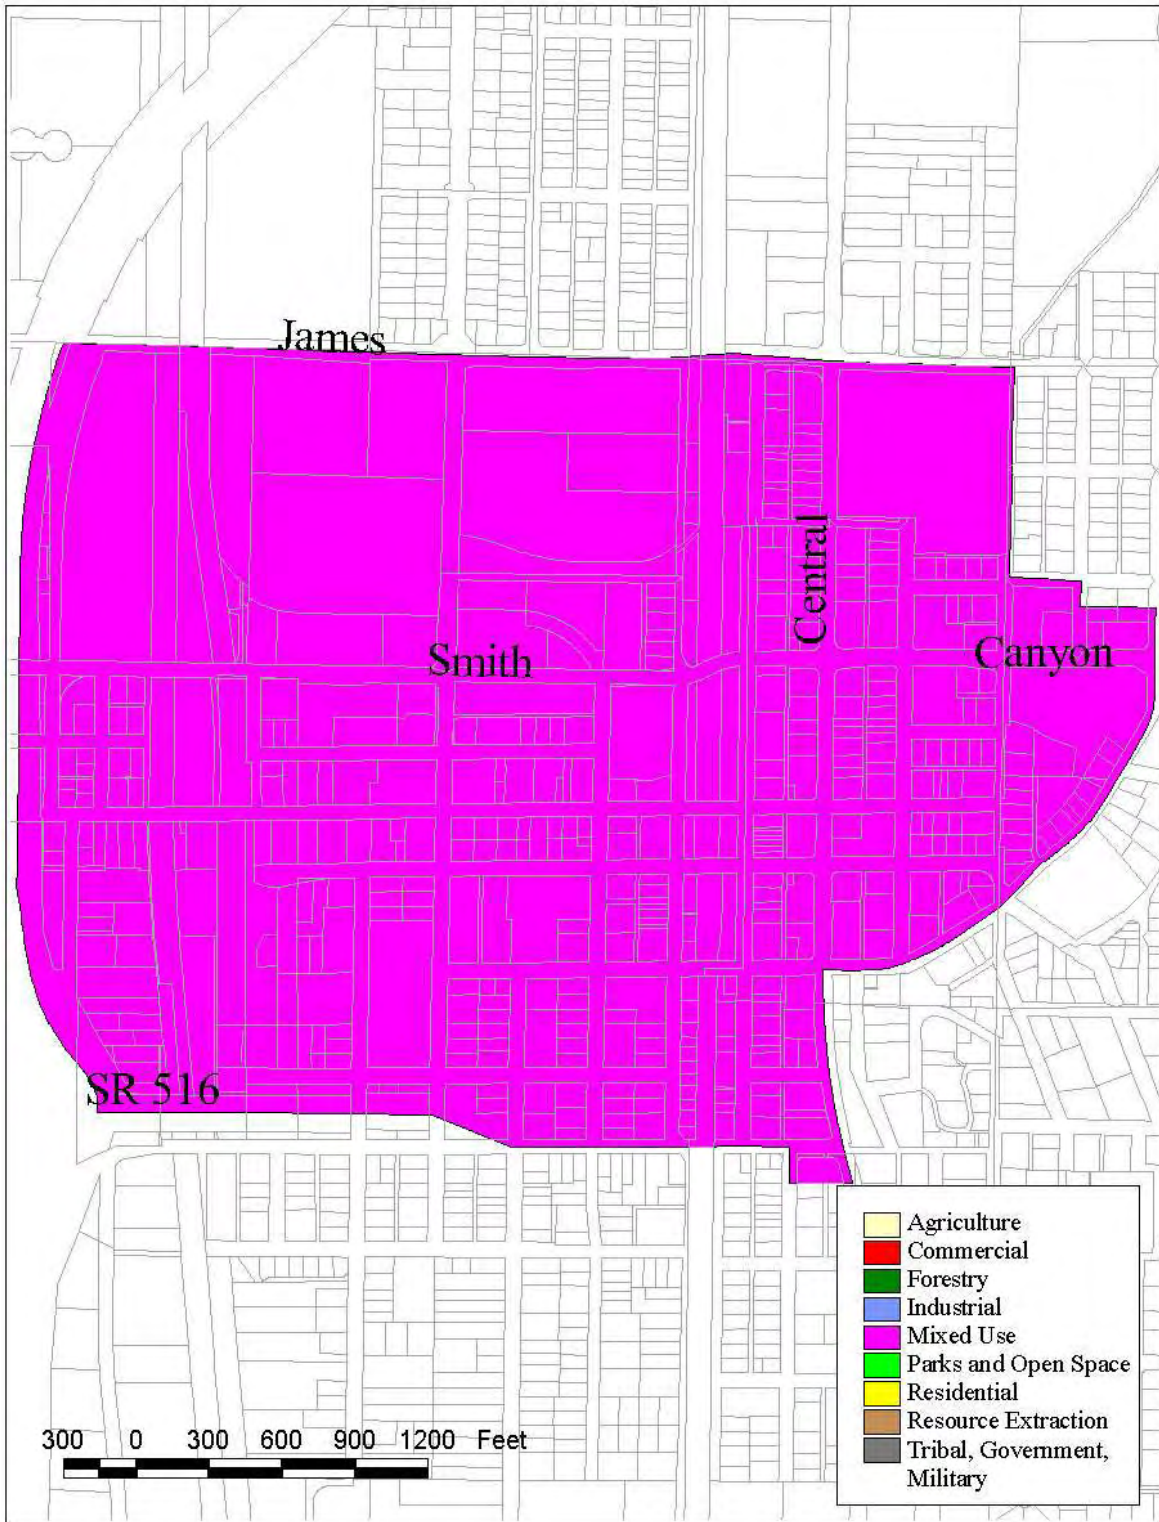 James
Central
Smith
Canyon
SR 516
Agriculture
Commercial
Forestry
Industrial
Mixed Use
Parks and Open Space
Residential
Resource Extraction
Tribal, Government,
Military
300 0 300 600 900 1200 Feet